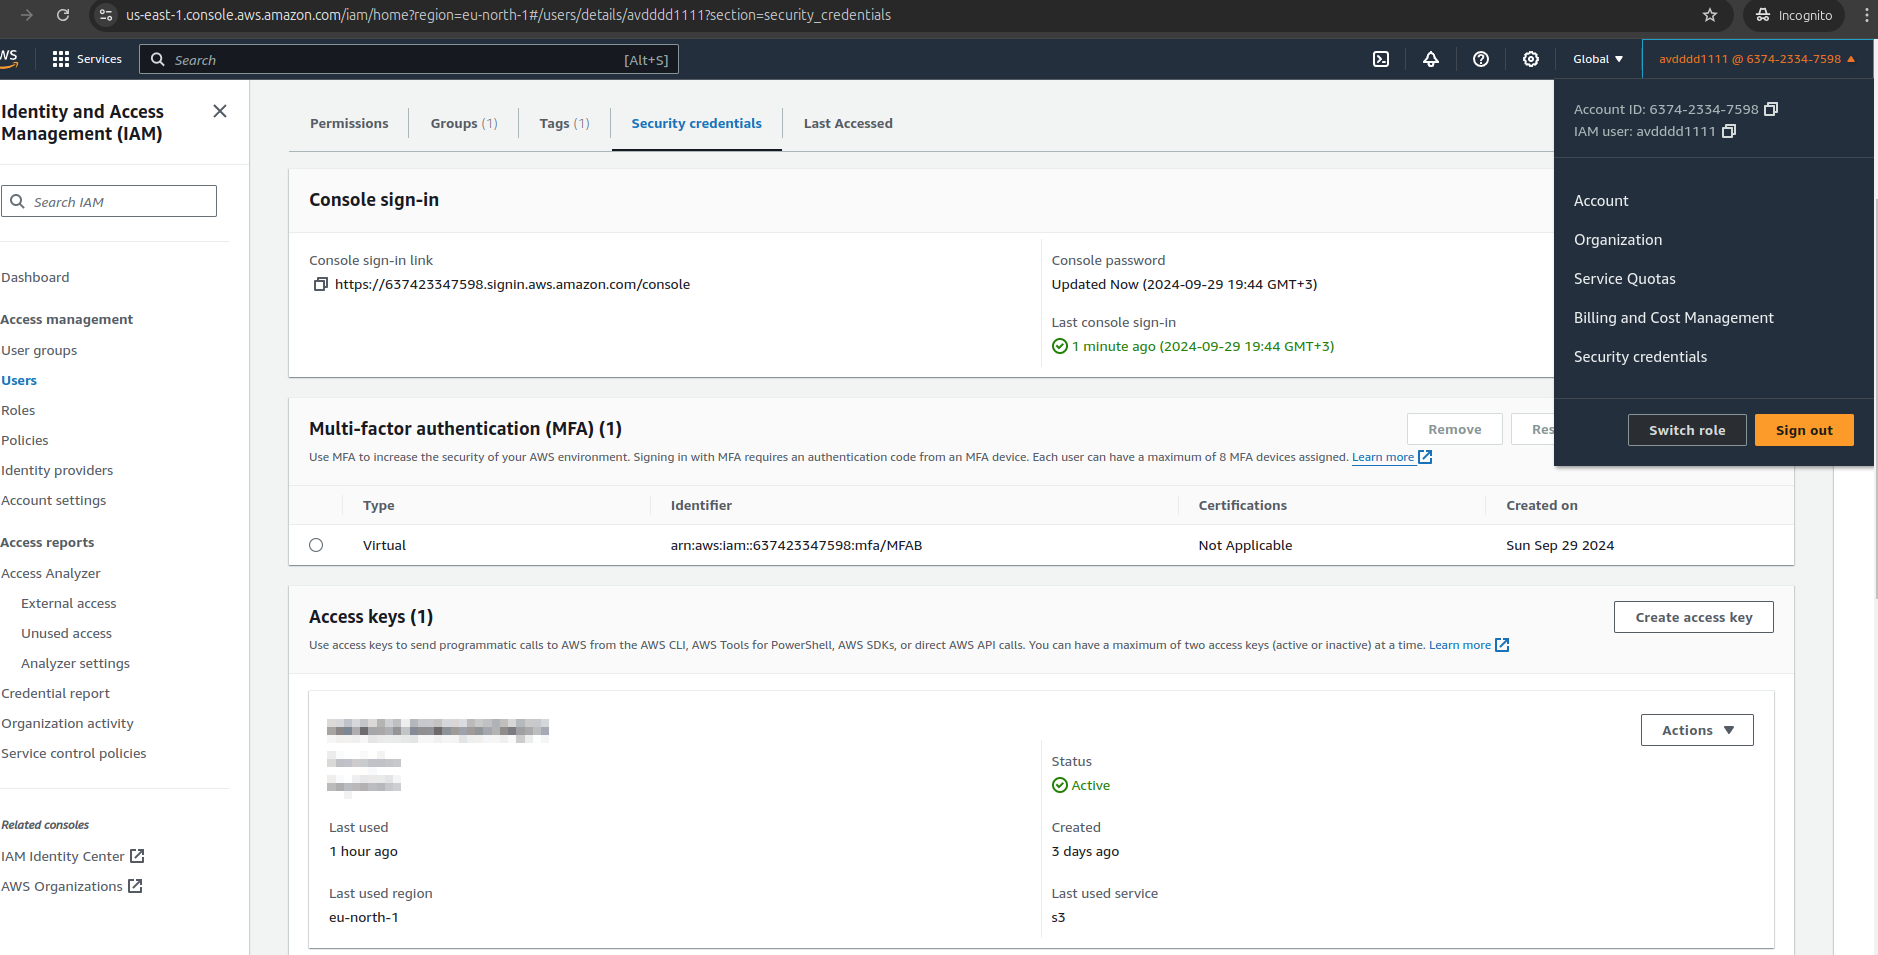 us-east-1.console.aws.amazon.com/iam/home?region=eu-north-1#/users/details/avdddd1111?section=security_credentials
Incognito
Services
Search
[Alt+S]
Global
avdddd1111 @ 6374-2334-7598
Account ID: 6374-2334-7598
IAM user: avdddd1111
Account
Organization
Service Quotas
Billing and Cost Management
Security credentials
Switch role
Sign out
Identity and Access
Management (IAM)
Search IAM
Dashboard
Access management
User groups
Users
Roles
Policies
Identity providers
Account settings
Access reports
Access Analyzer
External access
Unused access
Analyzer settings
Credential report
Organization activity
Service control policies
Related consoles
IAM Identity Center
AWS Organizations
Permissions
Groups (1)
Tags (1)
Security credentials
Last Accessed
Console sign-in
Console sign-in link
https://637423347598.signin.aws.amazon.com/console
Console password
Updated Now (2024-09-29 19:44 GMT+3)
Last console sign-in
1 minute ago (2024-09-29 19:44 GMT+3)
Multi-factor authentication (MFA) (1)
Remove
Res
Use MFA to increase the security of your AWS environment. Signing in with MFA requires an authentication code from an MFA device. Each user can have a maximum of 8 MFA devices assigned. Learn more
Type
Identifier
Certifications
Created on
Virtual
arn:aws:iam::637423347598:mfa/MFAB
Not Applicable
Sun Sep 29 2024
Access keys (1)
Create access key
Use access keys to send programmatic calls to AWS from the AWS CLI, AWS Tools for PowerShell, AWS SDKs, or direct AWS API calls. You can have a maximum of two access keys (active or inactive) at a time. Learn more
Actions
Status
Active
Last used
1 hour ago
Created
3 days ago
Last used region
eu-north-1
Last used service
s3